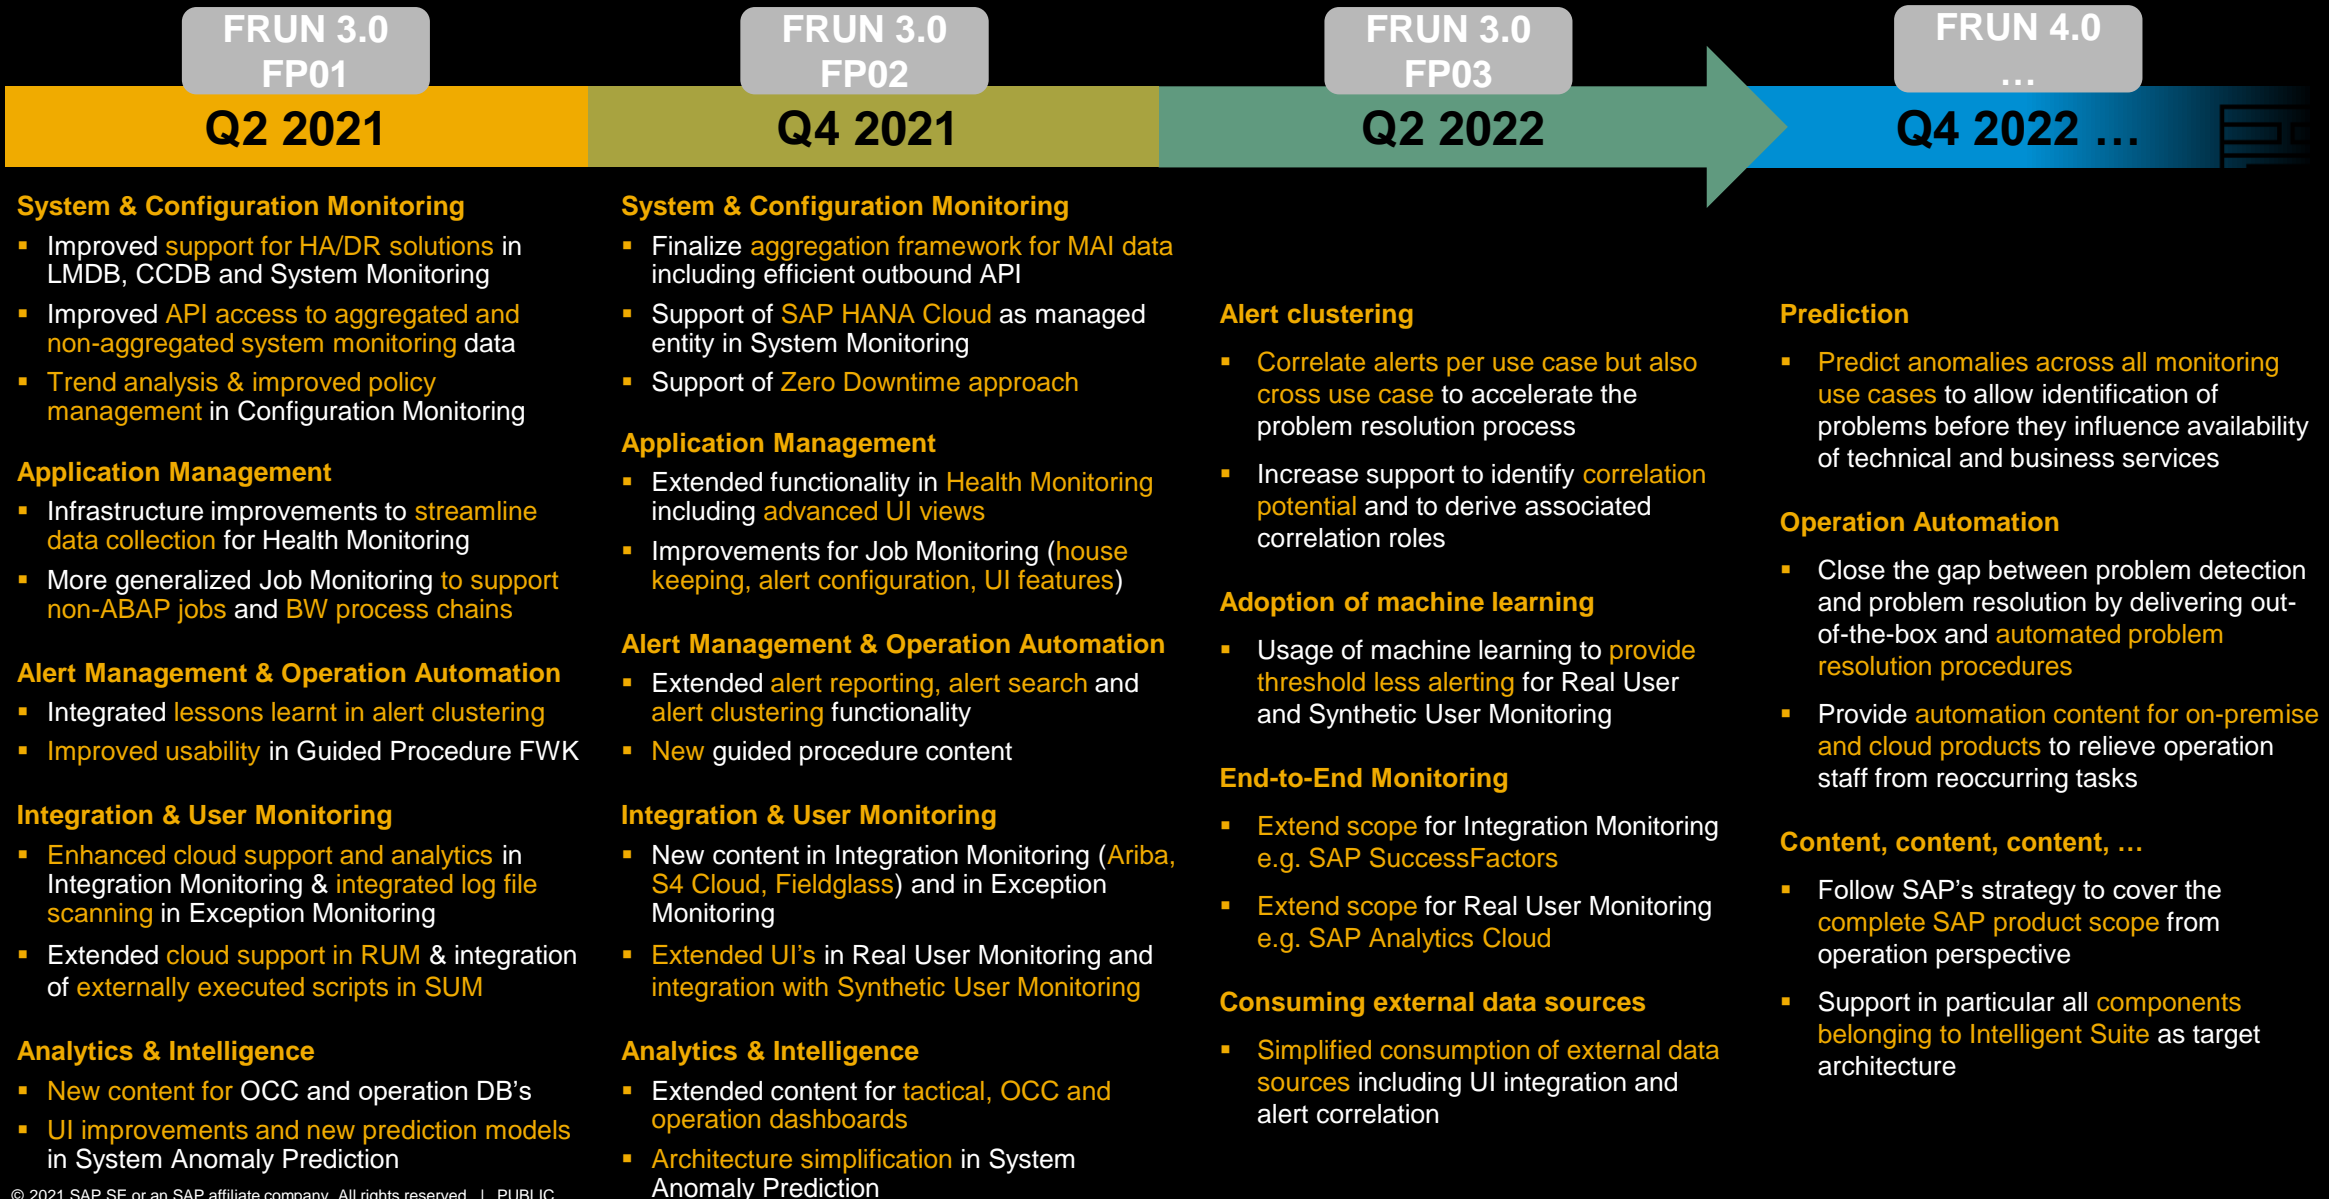 FRUN 3.0
FP01
FRUN 3.0
FP02
FRUN 3.0
FP03
FRUN 4.0
…
Q2 2021
Q4 2021
Q2 2022
Q4 2022 …
System & Configuration Monitoring
▪ Improved support for HA/DR solutions in
LMDB, CCDB and System Monitoring
▪ Improved API access to aggregated and
non-aggregated system monitoring data
▪ Trend analysis & improved policy
management in Configuration Monitoring
Application Management
▪ Infrastructure improvements to streamline
data collection for Health Monitoring
▪ More generalized Job Monitoring to support
non-ABAP jobs and BW process chains
Alert Management & Operation Automation
▪ Integrated lessons learnt in alert clustering
▪ Improved usability in Guided Procedure FWK
Integration & User Monitoring
▪ Enhanced cloud support and analytics in
Integration Monitoring & integrated log file
scanning in Exception Monitoring
▪ Extended cloud support in RUM & integration
of externally executed scripts in SUM
Analytics & Intelligence
▪ New content for OCC and operation DB's
▪ UI improvements and new prediction models
in System Anomaly Prediction
System & Configuration Monitoring
▪ Finalize aggregation framework for MAI data
including efficient outbound API
▪ Support of SAP HANA Cloud as managed
entity in System Monitoring
▪ Support of Zero Downtime approach
Application Management
▪ Extended functionality in Health Monitoring
including advanced UI views
▪ Improvements for Job Monitoring (house
keeping, alert configuration, UI features)
Alert Management & Operation Automation
▪ Extended alert reporting, alert search and
alert clustering functionality
▪ New guided procedure content
Integration & User Monitoring
▪ New content in Integration Monitoring (Ariba,
S4 Cloud, Fieldglass) and in Exception
Monitoring
▪ Extended UI's in Real User Monitoring and
integration with Synthetic User Monitoring
Analytics & Intelligence
▪ Extended content for tactical, OCC and
operation dashboards
▪ Architecture simplification in System
Anomaly Prediction
Alert clustering
▪ Correlate alerts per use case but also
cross use case to accelerate the
problem resolution process
▪ Increase support to identify correlation
potential and to derive associated
correlation roles
Adoption of machine learning
▪ Usage of machine learning to provide
threshold less alerting for Real User
and Synthetic User Monitoring
End-to-End Monitoring
▪ Extend scope for Integration Monitoring
e.g. SAP SuccessFactors
▪ Extend scope for Real User Monitoring
e.g. SAP Analytics Cloud
Consuming external data sources
▪ Simplified consumption of external data
sources including UI integration and
alert correlation
Prediction
▪ Predict anomalies across all monitoring
use cases to allow identification of
problems before they influence availability
of technical and business services
Operation Automation
▪ Close the gap between problem detection
and problem resolution by delivering out-
of-the-box and automated problem
resolution procedures
▪ Provide automation content for on-premise
and cloud products to relieve operation
staff from reoccurring tasks
Content, content, content, …
▪ Follow SAP's strategy to cover the
complete SAP product scope from
operation perspective
▪ Support in particular all components
belonging to Intelligent Suite as target
architecture
© 2021 SAP SE or an SAP affiliate company. All rights reserved. | PUBLIC